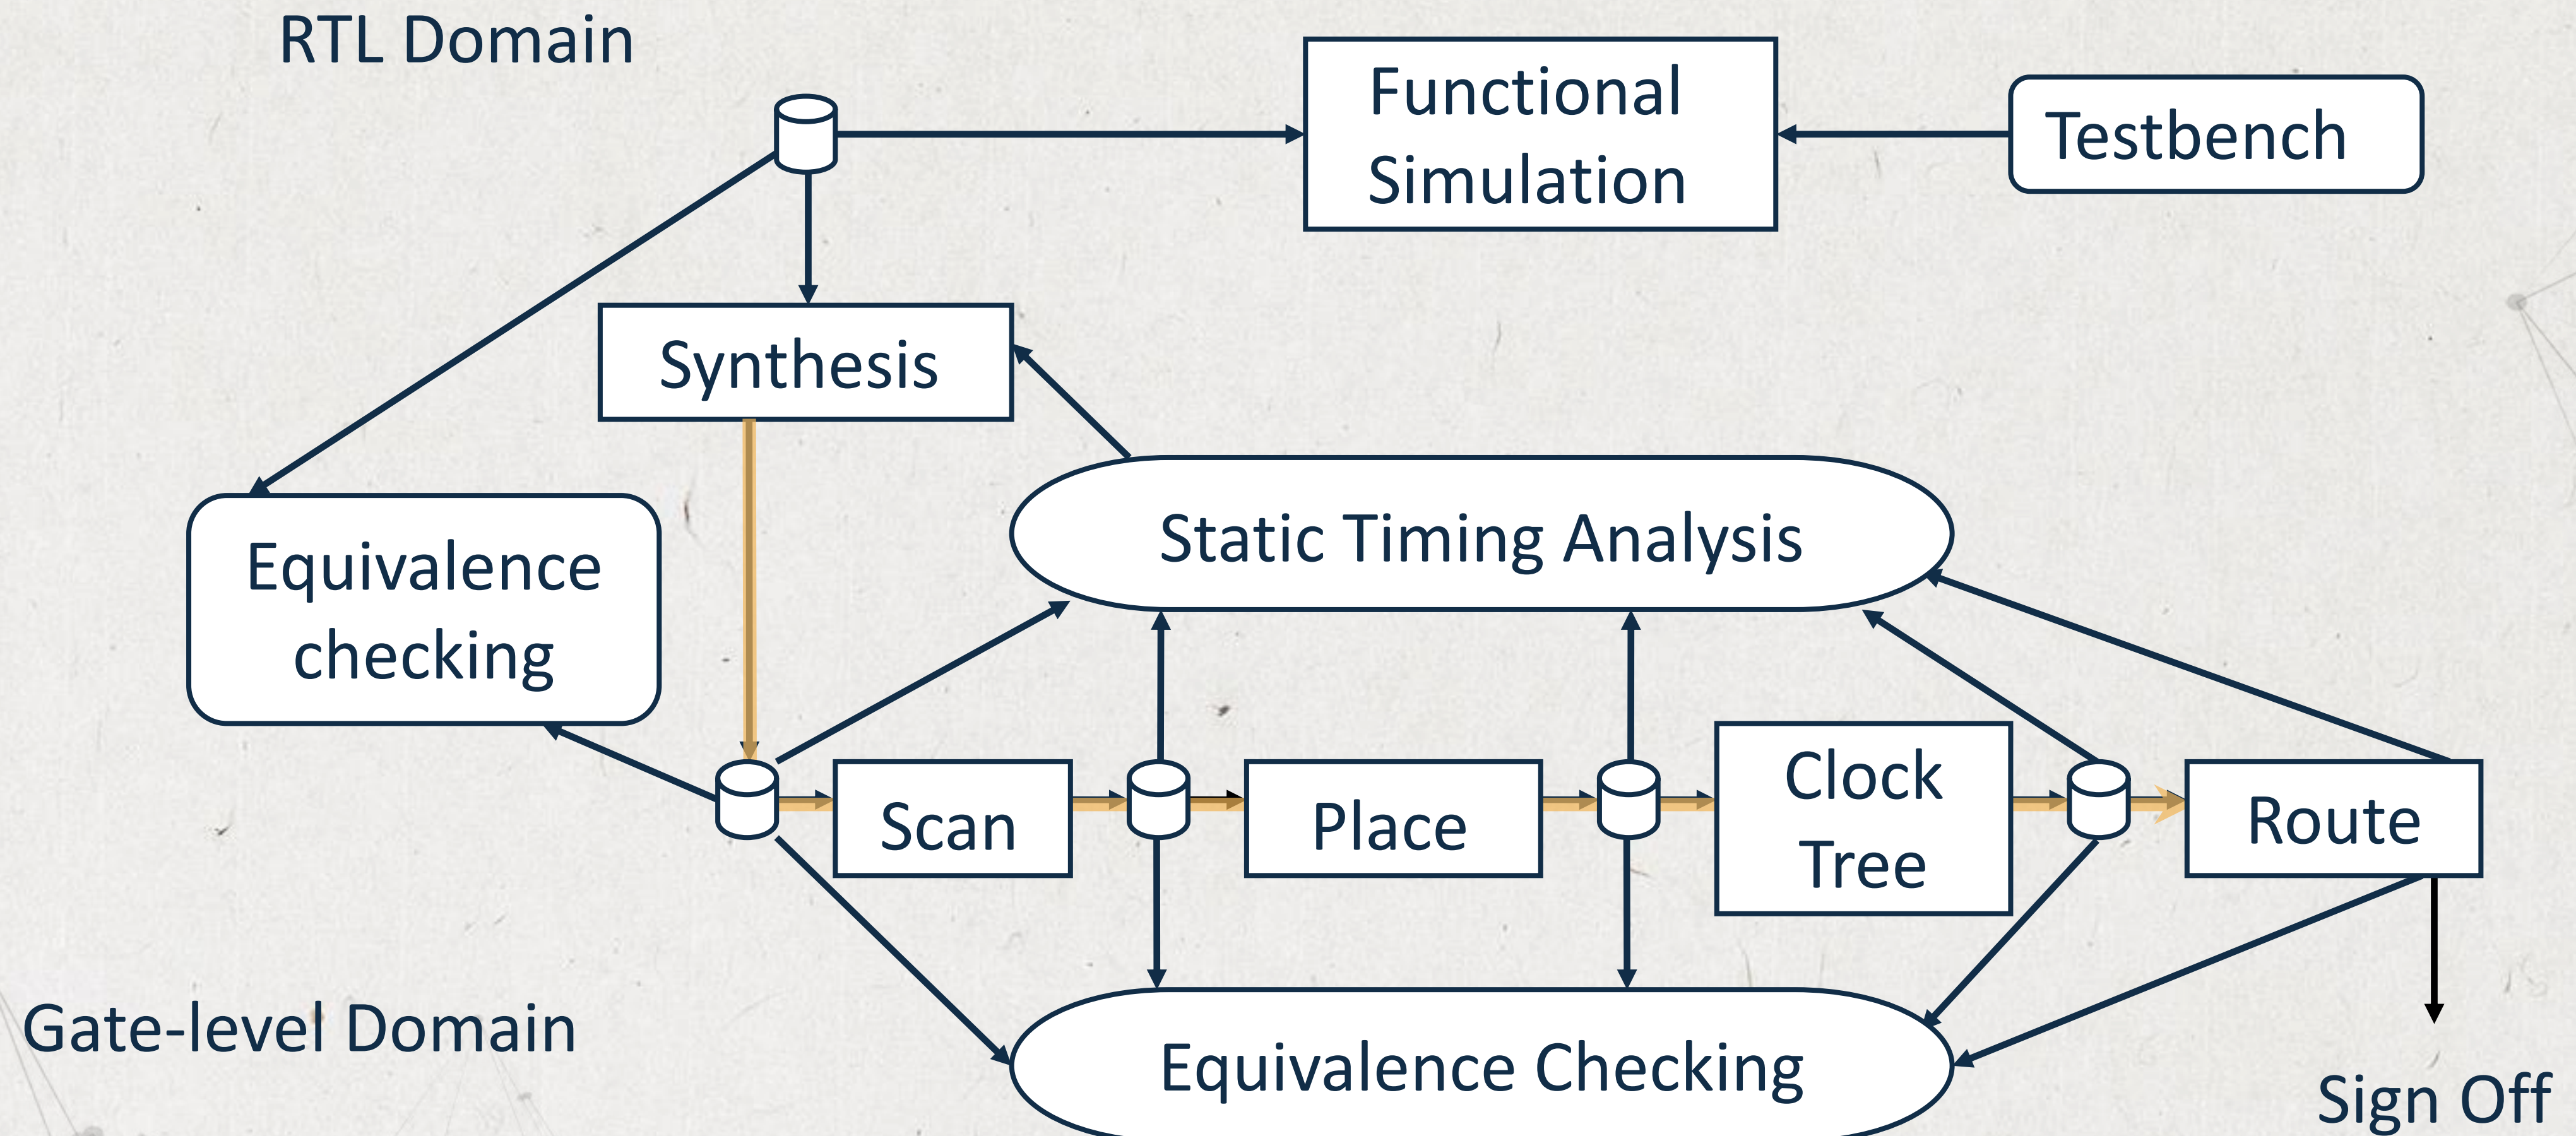 RTL Domain
Functional
Simulation
Testbench
Synthesis
Static Timing Analysis
Equivalence
checking
Scan
Place
Clock
Tree
Route
Gate-level Domain
Equivalence Checking
Sign Off